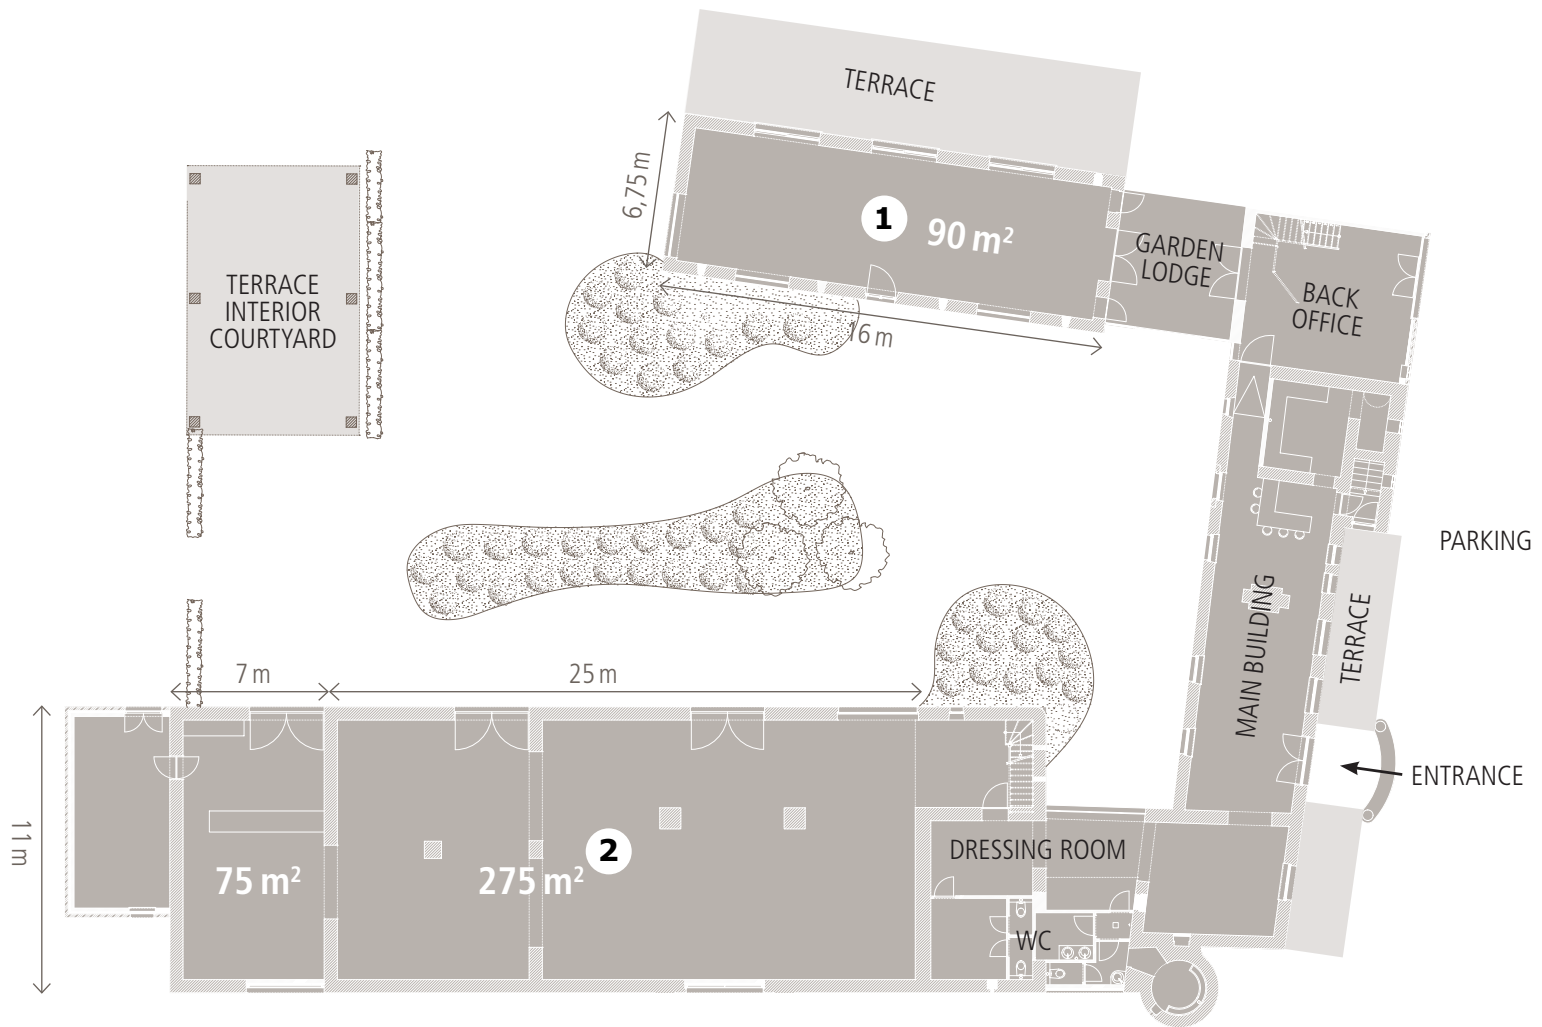 TERRACE
6,75 m
1
90 m²
GARDEN
LODGE
BACK
OFFICE
16 m
TERRACE
INTERIOR
COURTYARD
PARKING
MAIN BUILDING
TERRACE
7 m
25 m
ENTRANCE
11 m
75 m²
275 m²
2
DRESSING ROOM
WC